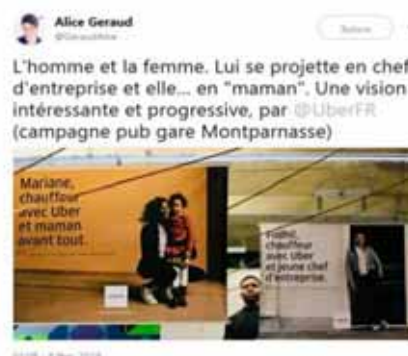 Alice Geraud
@GeraudAlice
L'homme et la femme. Lui se projette en chef
d'entreprise et elle... en "maman". Une vision
intéressante et progressive, par @UberFR
(campagne pub gare Montparnasse)
Mariane,
chauffeur
avec Uber
et maman
avant tout.
chauffeur
avec Uber
et jeune chef
d'entreprise.